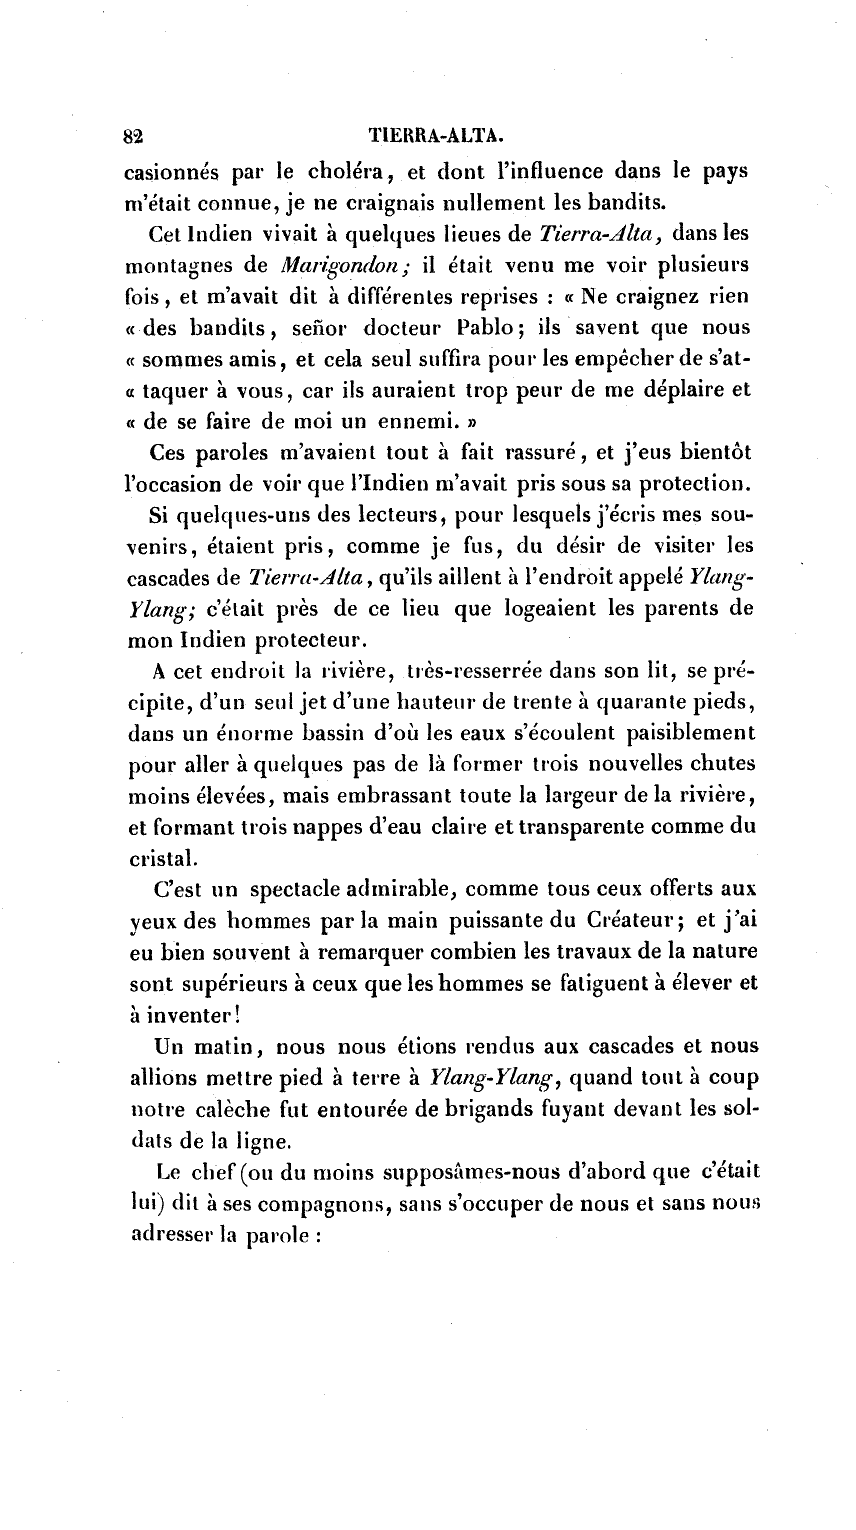 82 TIERRA-ALTA.
casionnés par le choléra, et dont l'influence dans le pays
m'était connue, je ne craignais nullement les bandits.
Cet Indien vivait à quelques lieues de Tierra-Alta, dans les
montagnes de Marigondon; il était venu me voir plusieurs
fois, et m'avait dit à différentes reprises : « Ne craignez rien
« des bandits, señor docteur Pablo; ils savent que nous
« sommes amis, et cela seul suffira pour les empêcher de s'at-
« taquer à vous, car ils auraient trop peur de me déplaire et
« de se faire de moi un ennemi. »
Ces paroles m'avaient tout à fait rassuré, et j'eus bientôt
l'occasion de voir que l'Indien m'avait pris sous sa protection.
Si quelques-uns des lecteurs, pour lesquels j'écris mes sou-
venirs, étaient pris, comme je fus, du désir de visiter les
cascades de Tierra-Alta, qu'ils aillent à l'endroit appelé Ylang-
Ylang; c'était près de ce lieu que logeaient les parents de
mon Indien protecteur.
A cet endroit la rivière, très-resserrée dans son lit, se pré-
cipite, d'un seul jet d'une hauteur de trente à quarante pieds,
dans un énorme bassin d'où les eaux s'écoulent paisiblement
pour aller à quelques pas de là former trois nouvelles chutes
moins élevées, mais embrassant toute la largeur de la rivière,
et formant trois nappes d'eau claire et transparente comme du
cristal.
C'est un spectacle admirable, comme tous ceux offerts aux
yeux des hommes par la main puissante du Créateur; et j'ai
eu bien souvent à remarquer combien les travaux de la nature
sont supérieurs à ceux que les hommes se fatiguent à élever et
à inventer!
Un matin, nous nous étions rendus aux cascades et nous
allions mettre pied à terre à Ylang-Ylang, quand tout à coup
notre calèche fut entourée de brigands fuyant devant les sol-
dats de la ligne.
Le chef (ou du moins supposâmes-nous d'abord que c'était
lui) dit à ses compagnons, sans s'occuper de nous et sans nous
adresser la parole :